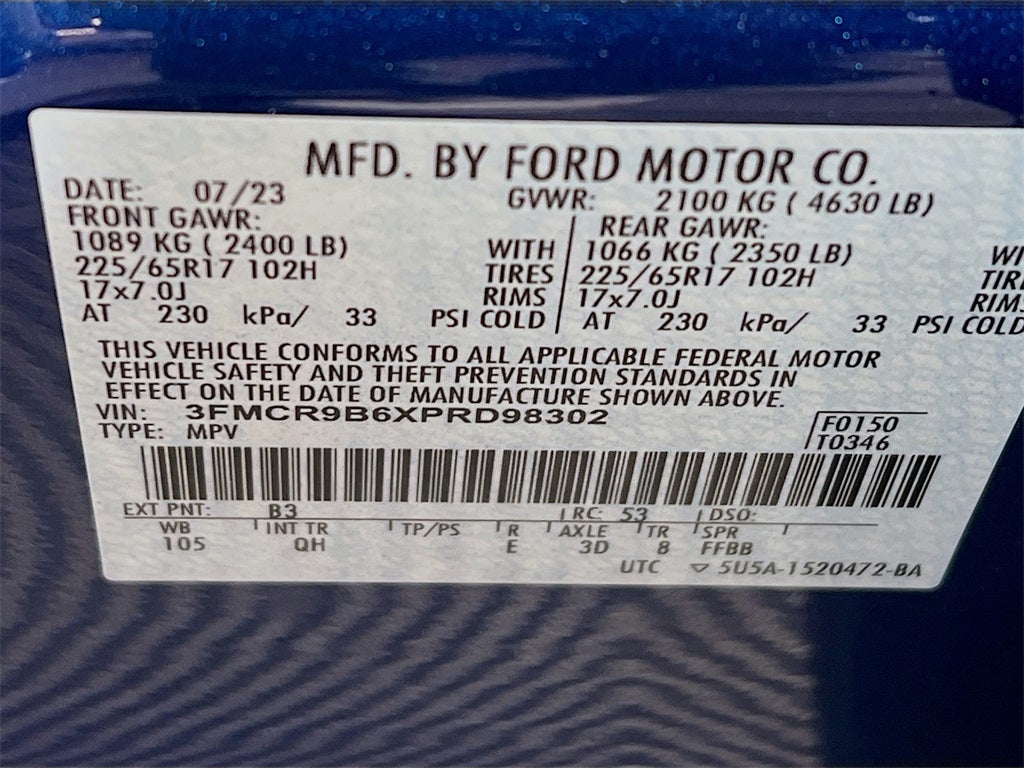 MFD. BY FORD MOTOR CO.
DATE: 07/23 GVWR: 2100 KG ( 4630 LB)
FRONT GAWR: REAR GAWR:
1089 KG ( 2400 LB) WITH 1066 KG ( 2350 LB) WI
225/65R17 102H TIRES 225/65R17 102H TIR
17x7.0J RIMS 17x7.0J RIMS
AT 230 kPa/ 33 PSI COLD AT 230 kPa/ 33 PSI COLD
THIS VEHICLE CONFORMS TO ALL APPLICABLE FEDERAL MOTOR
VEHICLE SAFETY AND THEFT PREVENTION STANDARDS IN
EFFECT ON THE DATE OF MANUFACTURE SHOWN ABOVE.
VIN: 3FMCR9B6XPRD98302
TYPE: MPV
F0150
T0346
EXT PNT: B3 RC: 53 DSO:
WB INT TR TP/PS R AXLE TR SPR
105 QH E 3D 8 FFBB
UTC ▽ 5U5A-1520472-BA